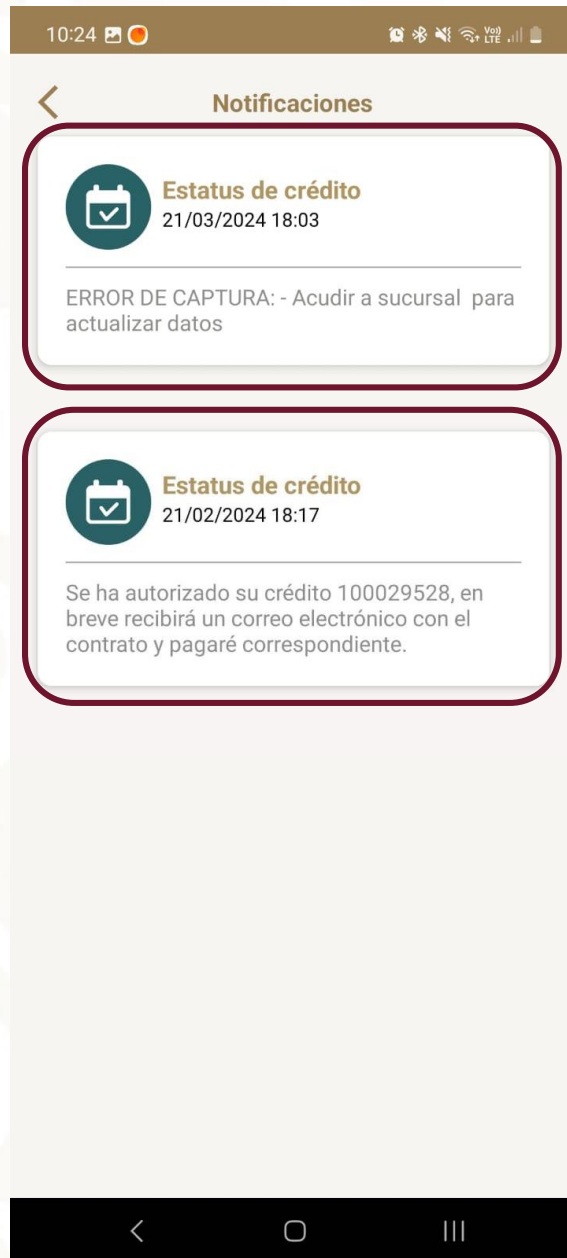 10:24
Vo))
LTE
Notificaciones
Estatus de crédito
21/03/2024 18:03
ERROR DE CAPTURA: - Acudir a sucursal  para
actualizar datos
Estatus de crédito
21/02/2024 18:17
Se ha autorizado su crédito 100029528, en
breve recibirá un correo electrónico con el
contrato y pagaré correspondiente.